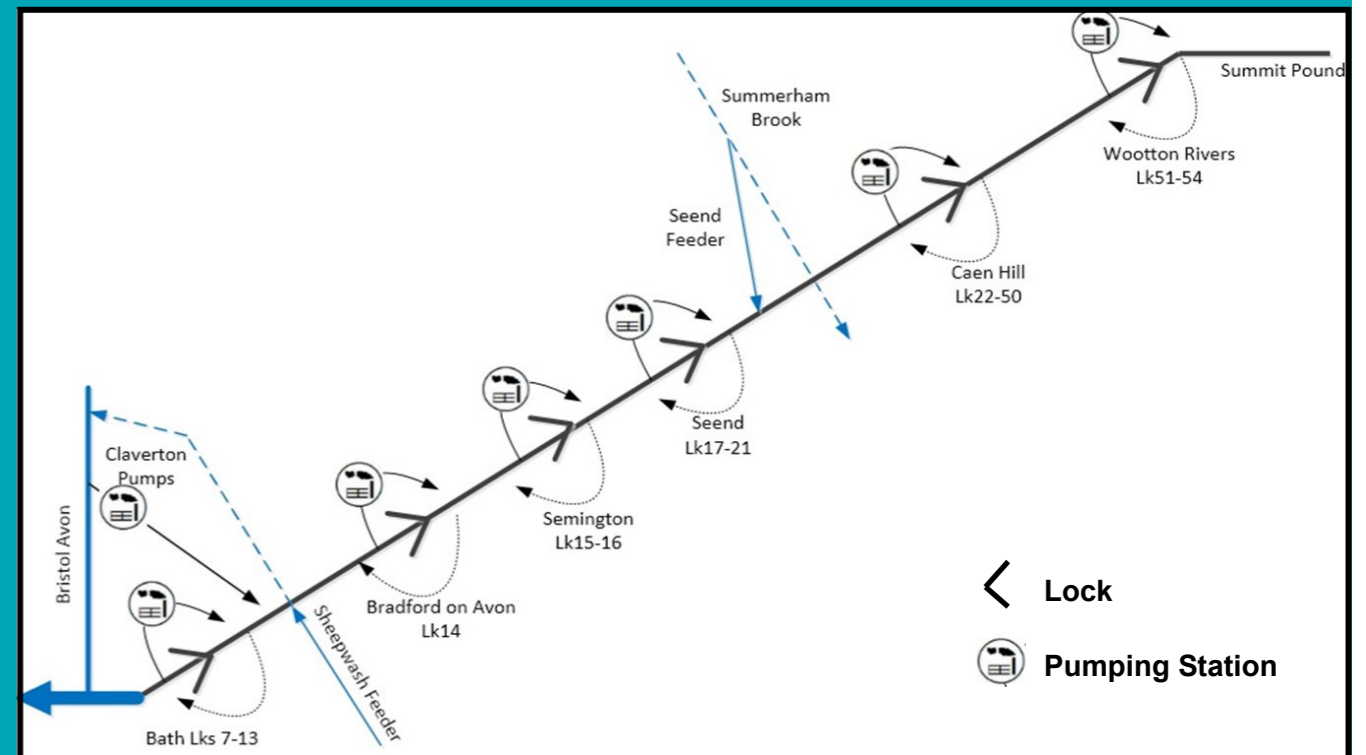 Summit Pound
Summerham
Brook
Wootton Rivers
Lk51-54
Seend
Feeder
Caen Hill
Lk22-50
Seend
Lk17-21
Claverton
Pumps
Semington
Lk15-16
Bristol Avon
Bradford on Avon
Lk14
Sheepwash Feeder
Bath Lks 7-13
Lock
Pumping Station